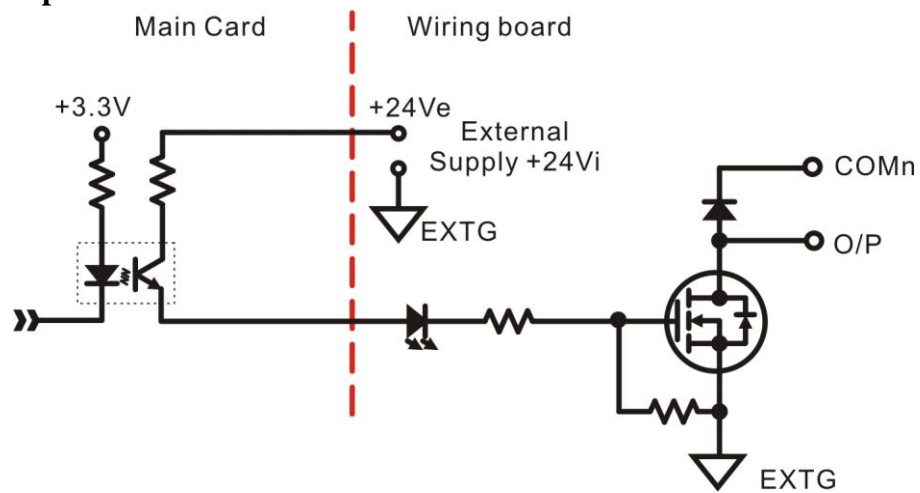 Main Card
Wiring board
+3.3V
+24Ve
External
Supply +24Vi
EXTG
COMn
O/P
EXTG